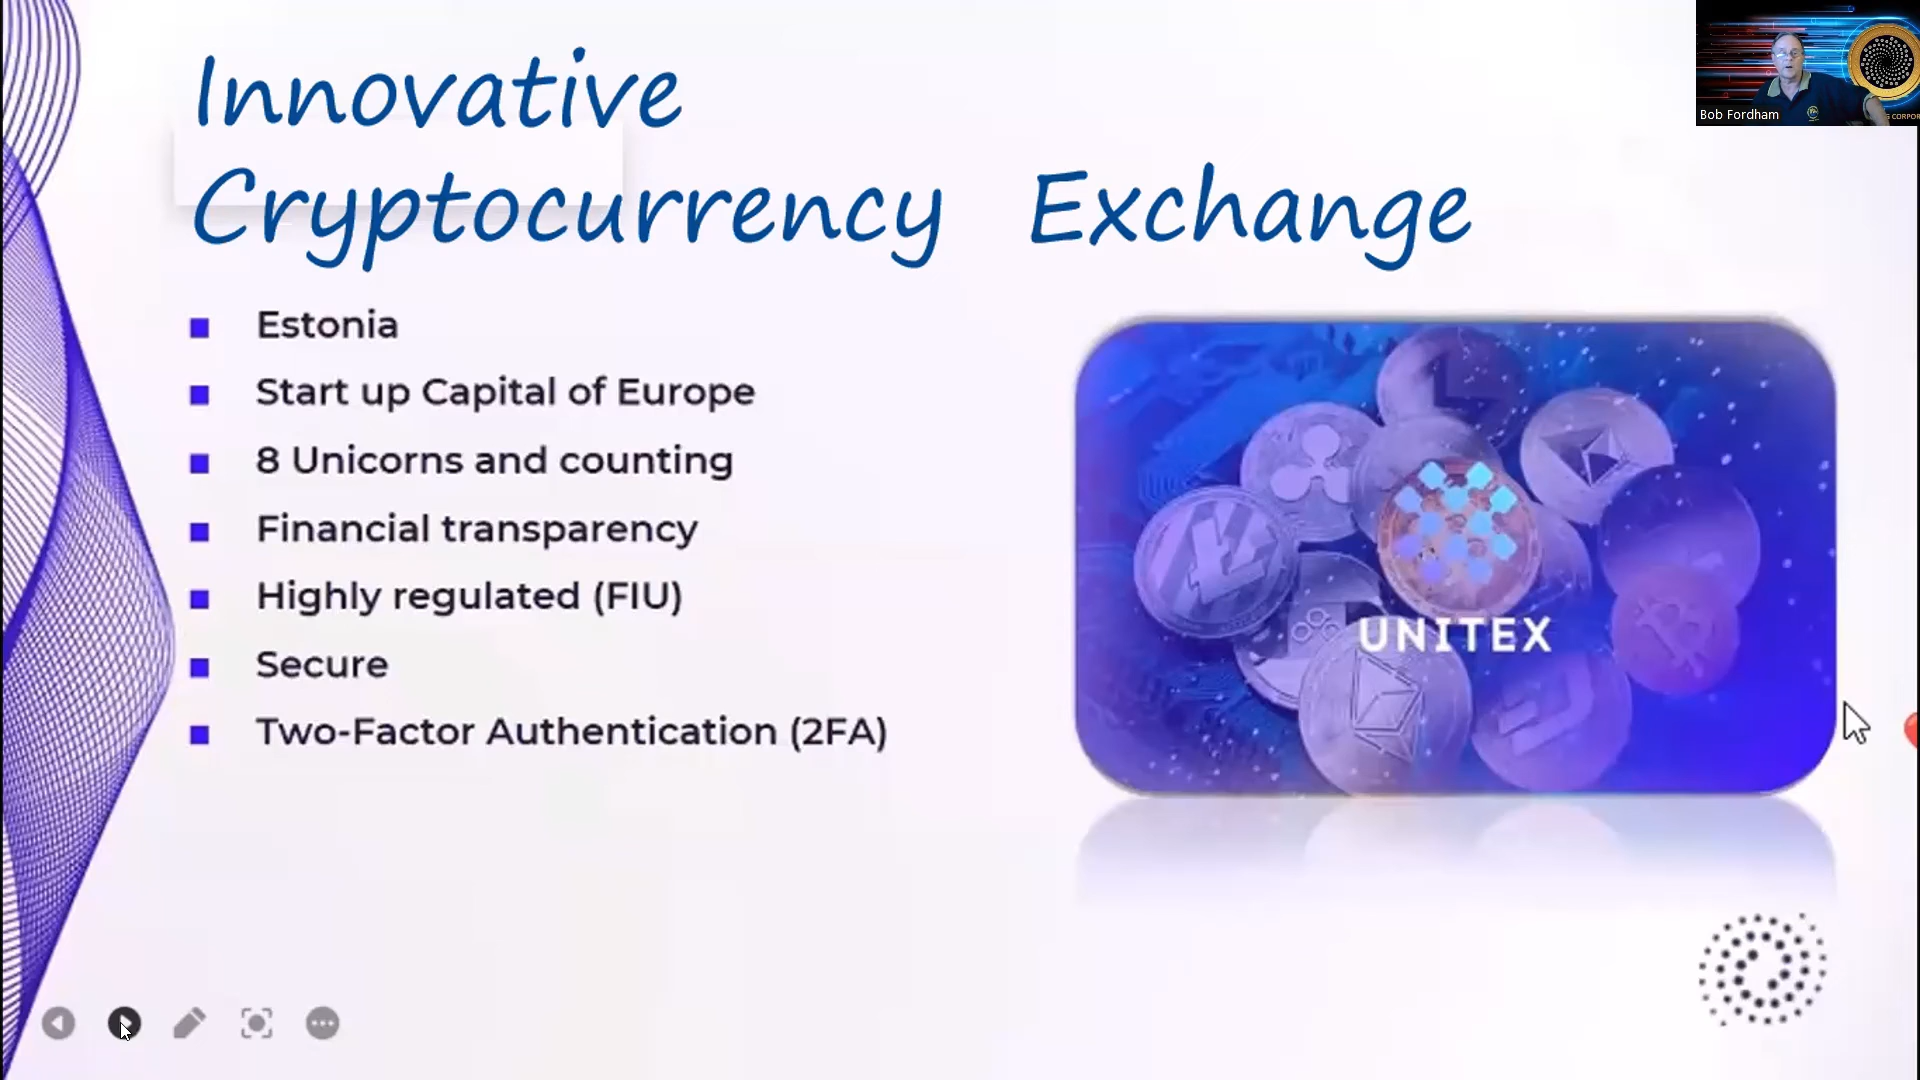 Innovative
Cryptocurrency Exchange
Bob Fordham
CORPOR
Estonia
Start up Capital of Europe
8 Unicorns and counting
Financial transparency
Highly regulated (FIU)
Secure
Two-Factor Authentication (2FA)
UNITEX